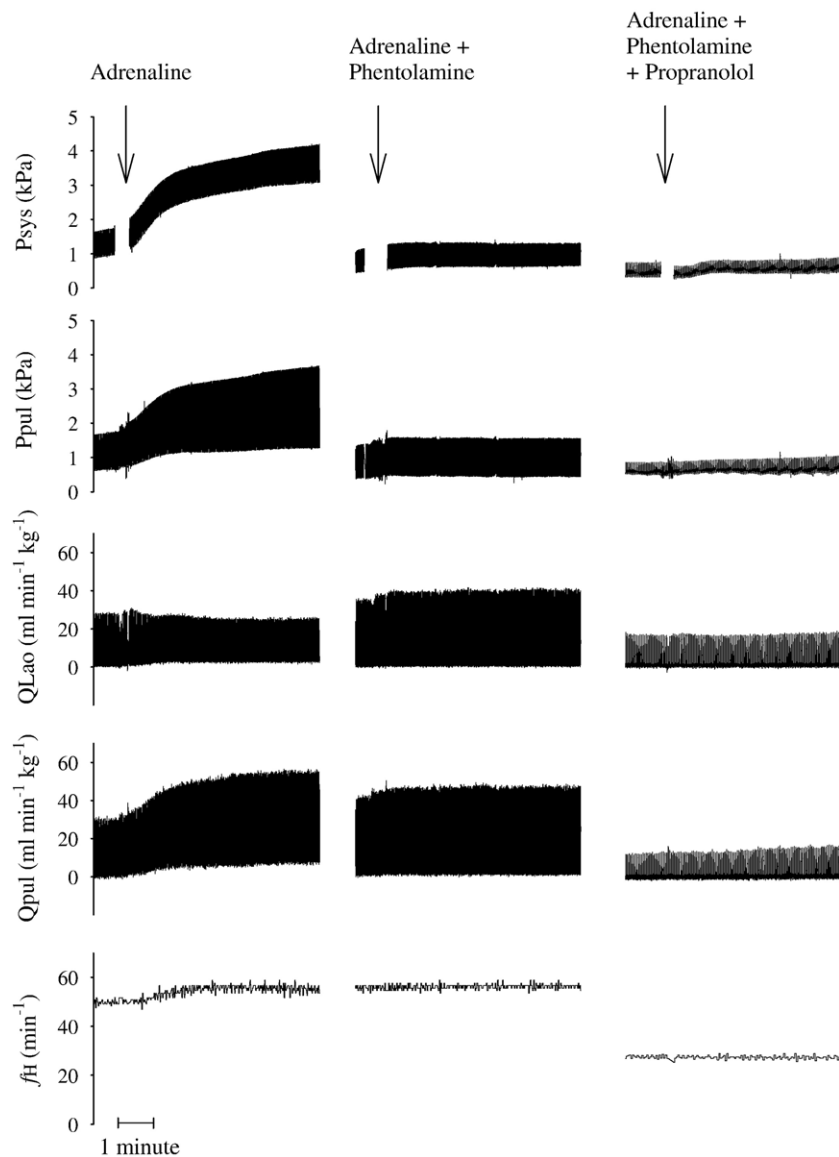 Adrenaline
Adrenaline +
Phentolamine
Adrenaline +
Phentolamine
+ Propranolol
Psys (kPa)
5
4
3
2
1
0
Ppul (kPa)
5
4
3
2
1
0
QLao (ml min⁻¹ kg⁻¹)
60
40
20
0
Qpul (ml min⁻¹ kg⁻¹)
60
40
20
0
fH (min⁻¹)
60
40
20
0
1 minute